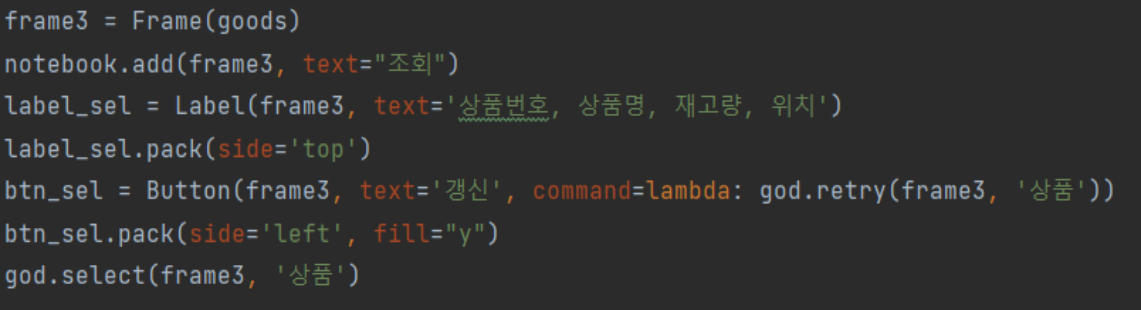 frame3 = Frame(goods)
notebook.add(frame3, text="조회")
label_sel = Label(frame3, text='상품번호, 상품명, 재고량, 위치')
label_sel.pack(side='top')
btn_sel = Button(frame3, text='갱신', command=lambda: god.retry(frame3, '상품'))
btn_sel.pack(side='left', fill="y")
god.select(frame3, '상품')